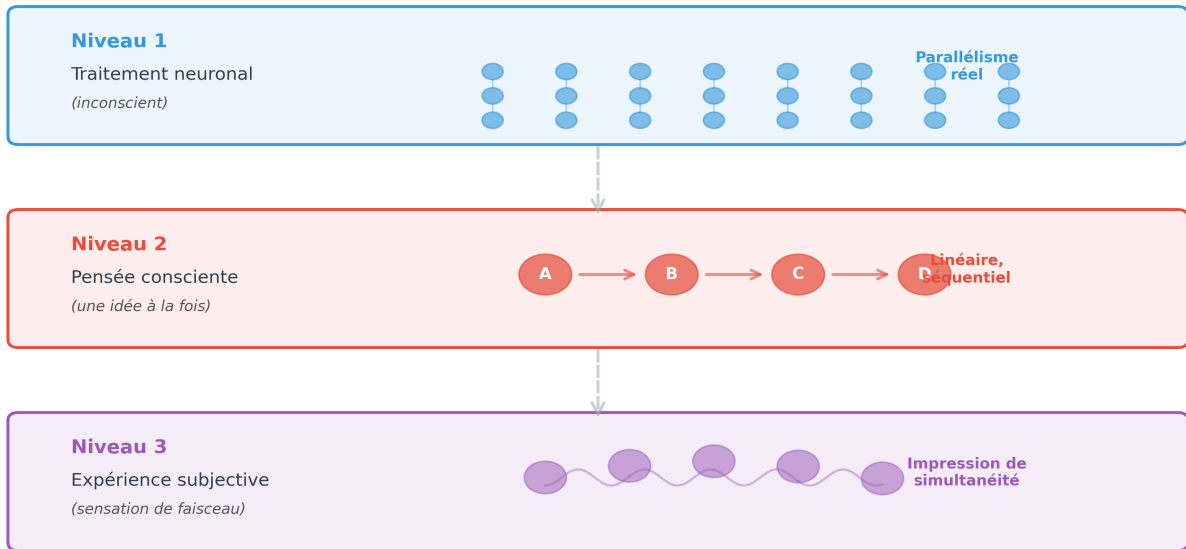 Niveau 1
Traitement neuronal
(inconscient)
Parallélisme
réel
Niveau 2
Pensée consciente
(une idée à la fois)
A
B
C
D
Linéaire,
séquentiel
Niveau 3
Expérience subjective
(sensation de faisceau)
Impression de
simultanéité